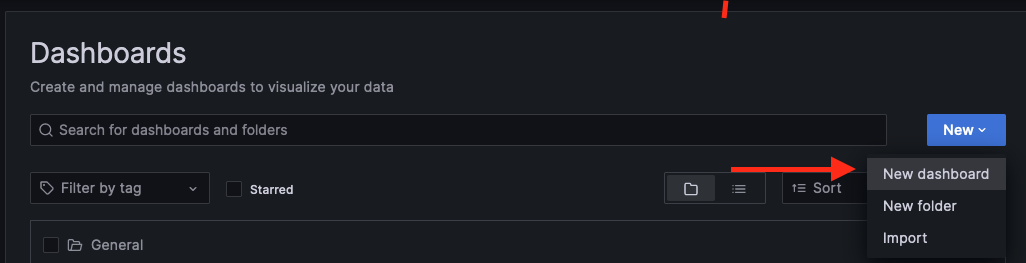 Dashboards
Create and manage dashboards to visualize your data
Search for dashboards and folders
New
Filter by tag
Starred
Sort
New dashboard
New folder
Import
General